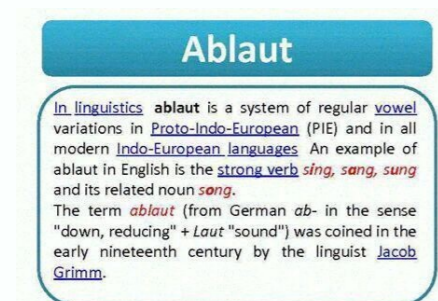 Ablaut
In linguistics ablaut is a system of regular vowel
variations in Proto-Indo-European (PIE) and in all
modern Indo-European languages An example of
ablaut in English is the strong verb sing, sang, sung
and its related noun song.
The term ablaut (from German ab- in the sense
"down, reducing" + Laut "sound") was coined in the
early nineteenth century by the linguist Jacob
Grimm.